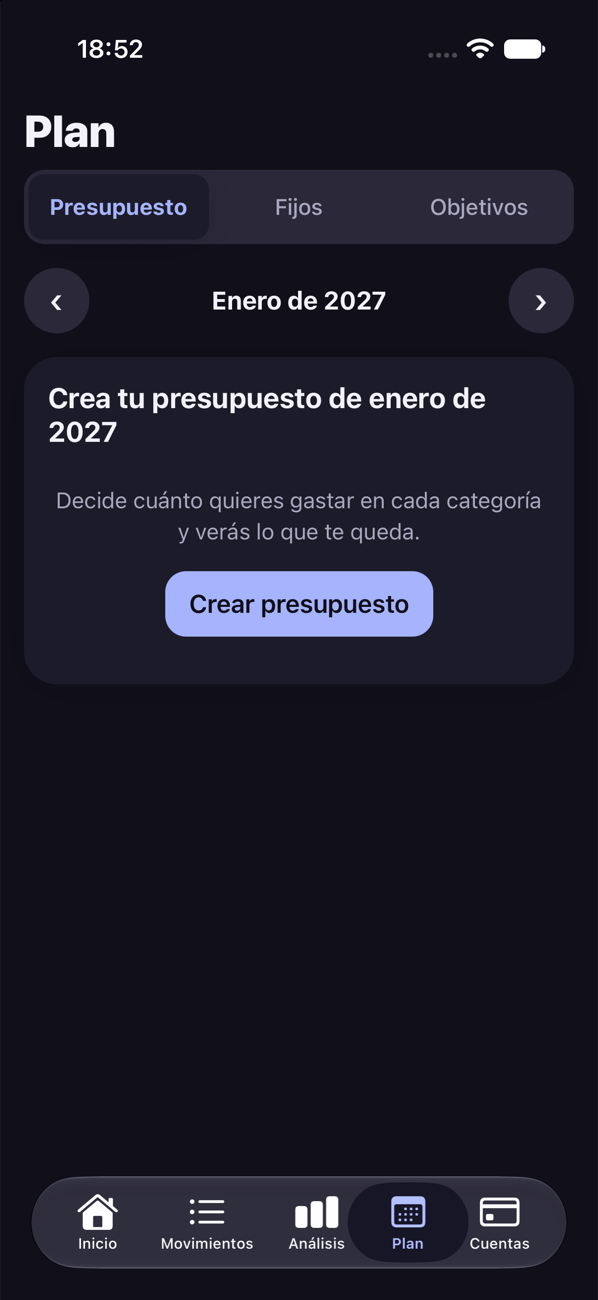 18:52
Plan
Presupuesto
Fijos
Objetivos
‹
Enero de 2027
›
Crea tu presupuesto de enero de
2027
Decide cuánto quieres gastar en cada categoría
y verás lo que te queda.
Crear presupuesto
Inicio
Movimientos
Análisis
Plan
Cuentas